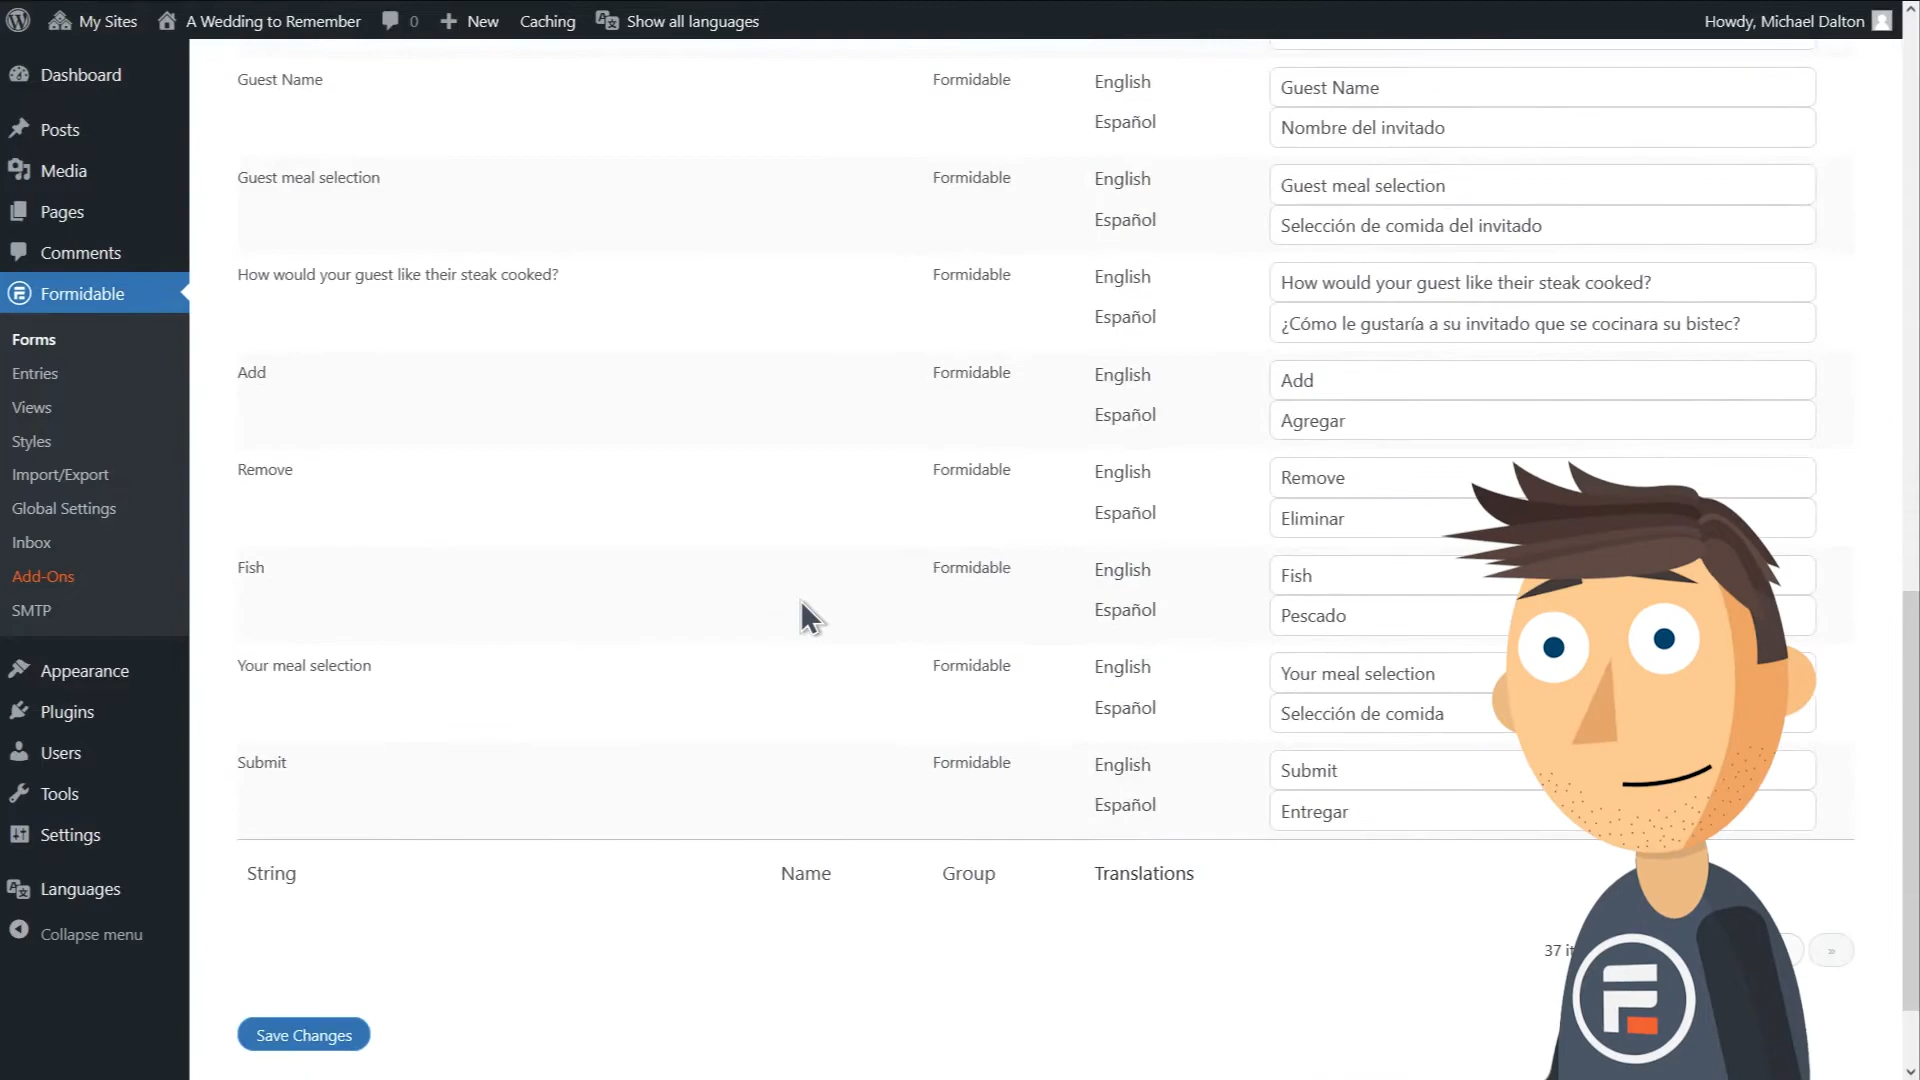 My Sites
A Wedding to Remember
0
New
Caching
Show all languages
Howdy, Michael Dalton
Dashboard
Posts
Media
Pages
Comments
Formidable
Forms
Entries
Views
Styles
Import/Export
Global Settings
Inbox
Add-Ons
SMTP
Appearance
Plugins
Users
Tools
Settings
Languages
Collapse menu
Guest Name
Formidable
English
Guest Name
Español
Nombre del invitado
Guest meal selection
Formidable
English
Guest meal selection
Español
Selección de comida del invitado
How would your guest like their steak cooked?
Formidable
English
How would your guest like their steak cooked?
Español
¿Cómo le gustaría a su invitado que se cocinara su bistec?
Add
Formidable
English
Add
Español
Agregar
Remove
Formidable
English
Remove
Español
Eliminar
Fish
Formidable
English
Fish
Español
Pescado
Your meal selection
Formidable
English
Your meal selection
Español
Selección de comida
Submit
Formidable
English
Submit
Español
Entregar
String
Name
Group
Translations
37
»
Save Changes